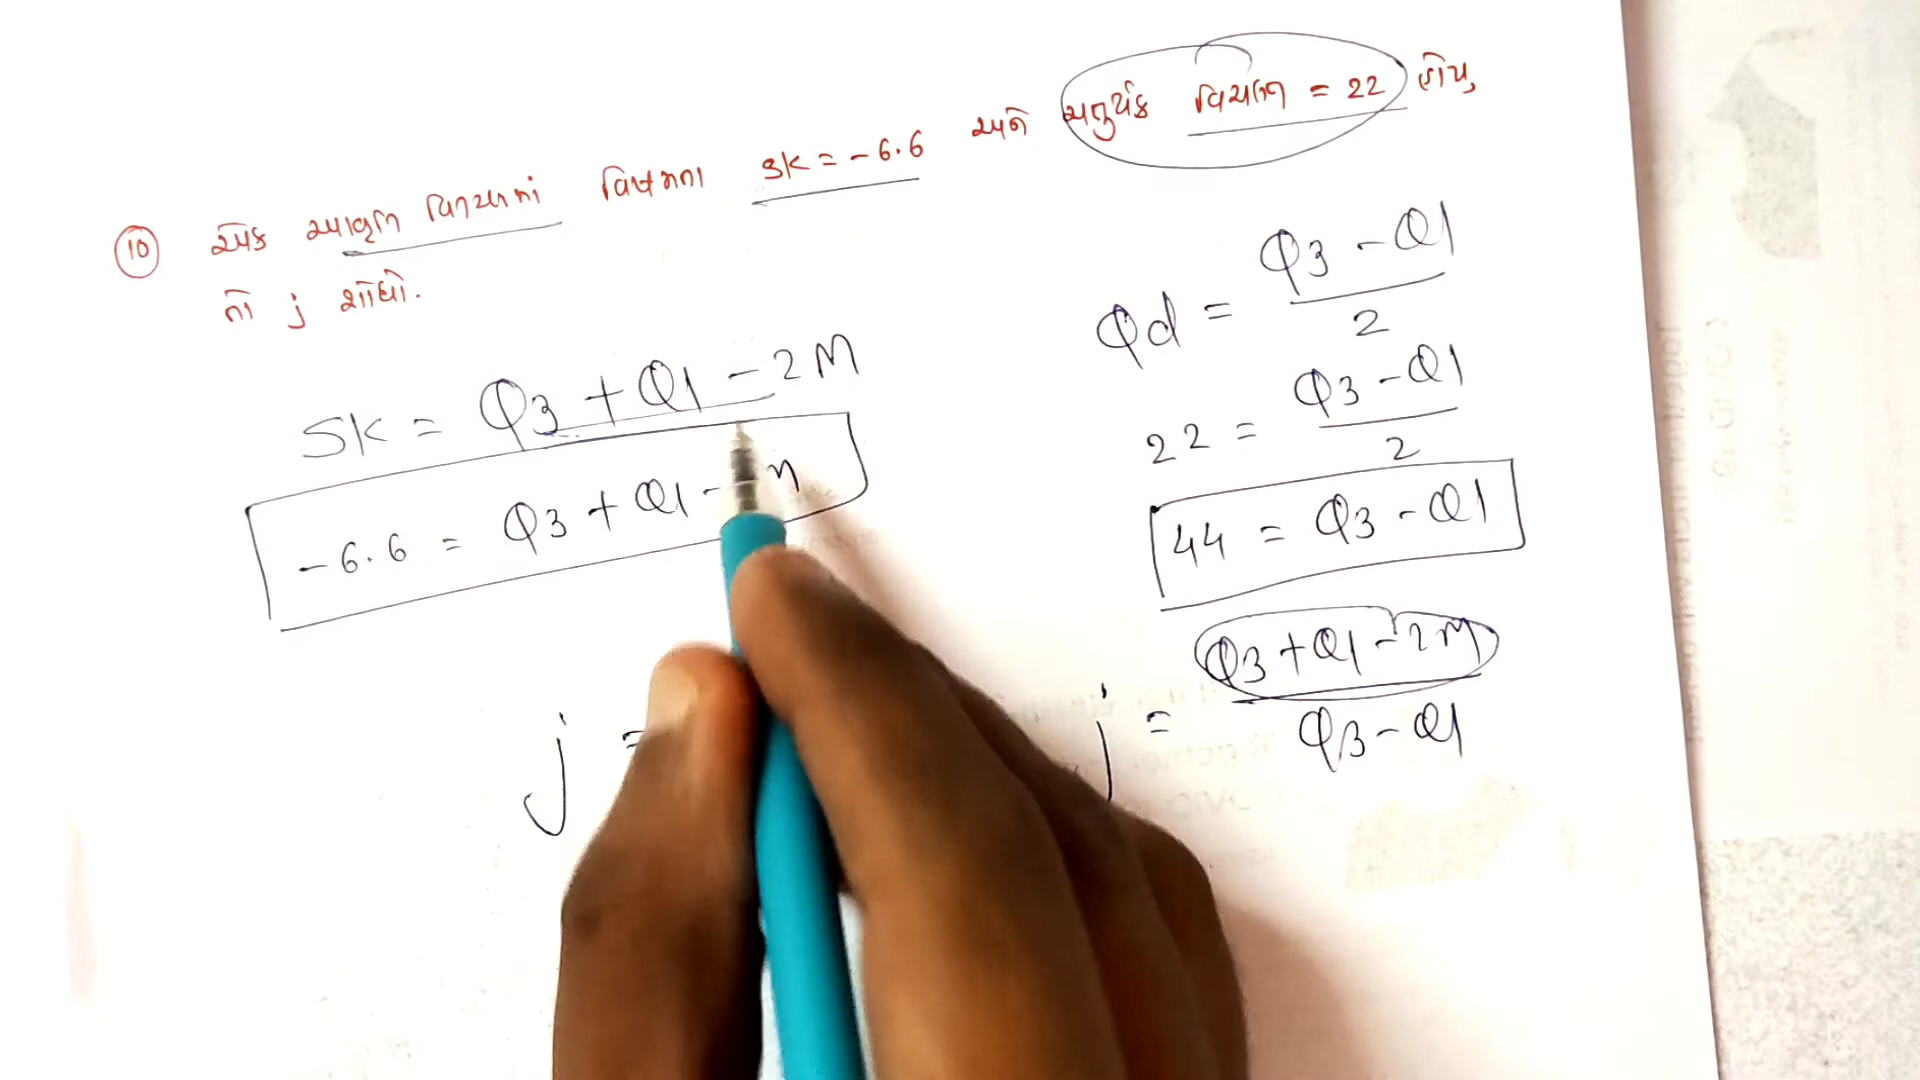 10 એક આવૃત્તિ વિતરણનાં વિષમતા SK = -6.6 અને ચતુર્થક વિચલન = 22 હોય,
તો j શોધો.
SK = Q3 + Q1 - 2M
-6.6 = Q3 + Q1 -
j =
Qd = Q3 - Q1 / 2
22 = Q3 - Q1 / 2
44 = Q3 - Q1
j = Q3 + Q1 - 2M / Q3 - Q1